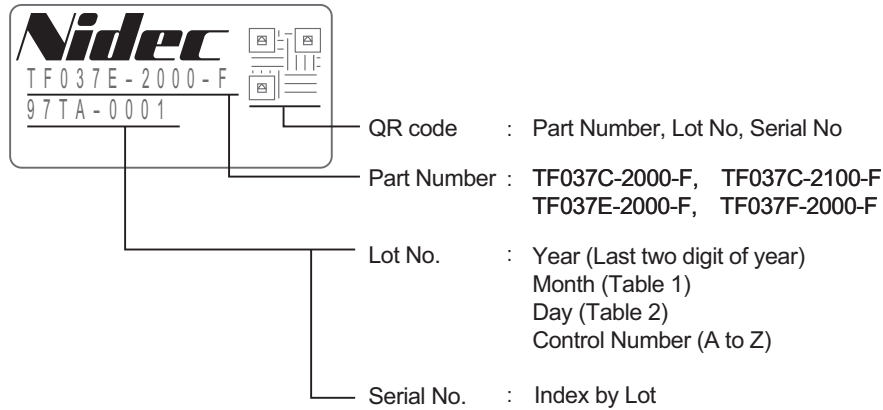 Nidec
TF037E-2000-F
97TA-0001
QR code : Part Number, Lot No, Serial No
Part Number : TF037C-2000-F, TF037C-2100-F
TF037E-2000-F, TF037F-2000-F
Lot No. : Year (Last two digit of year)
Month (Table 1)
Day (Table 2)
Control Number (A to Z)
Serial No. : Index by Lot